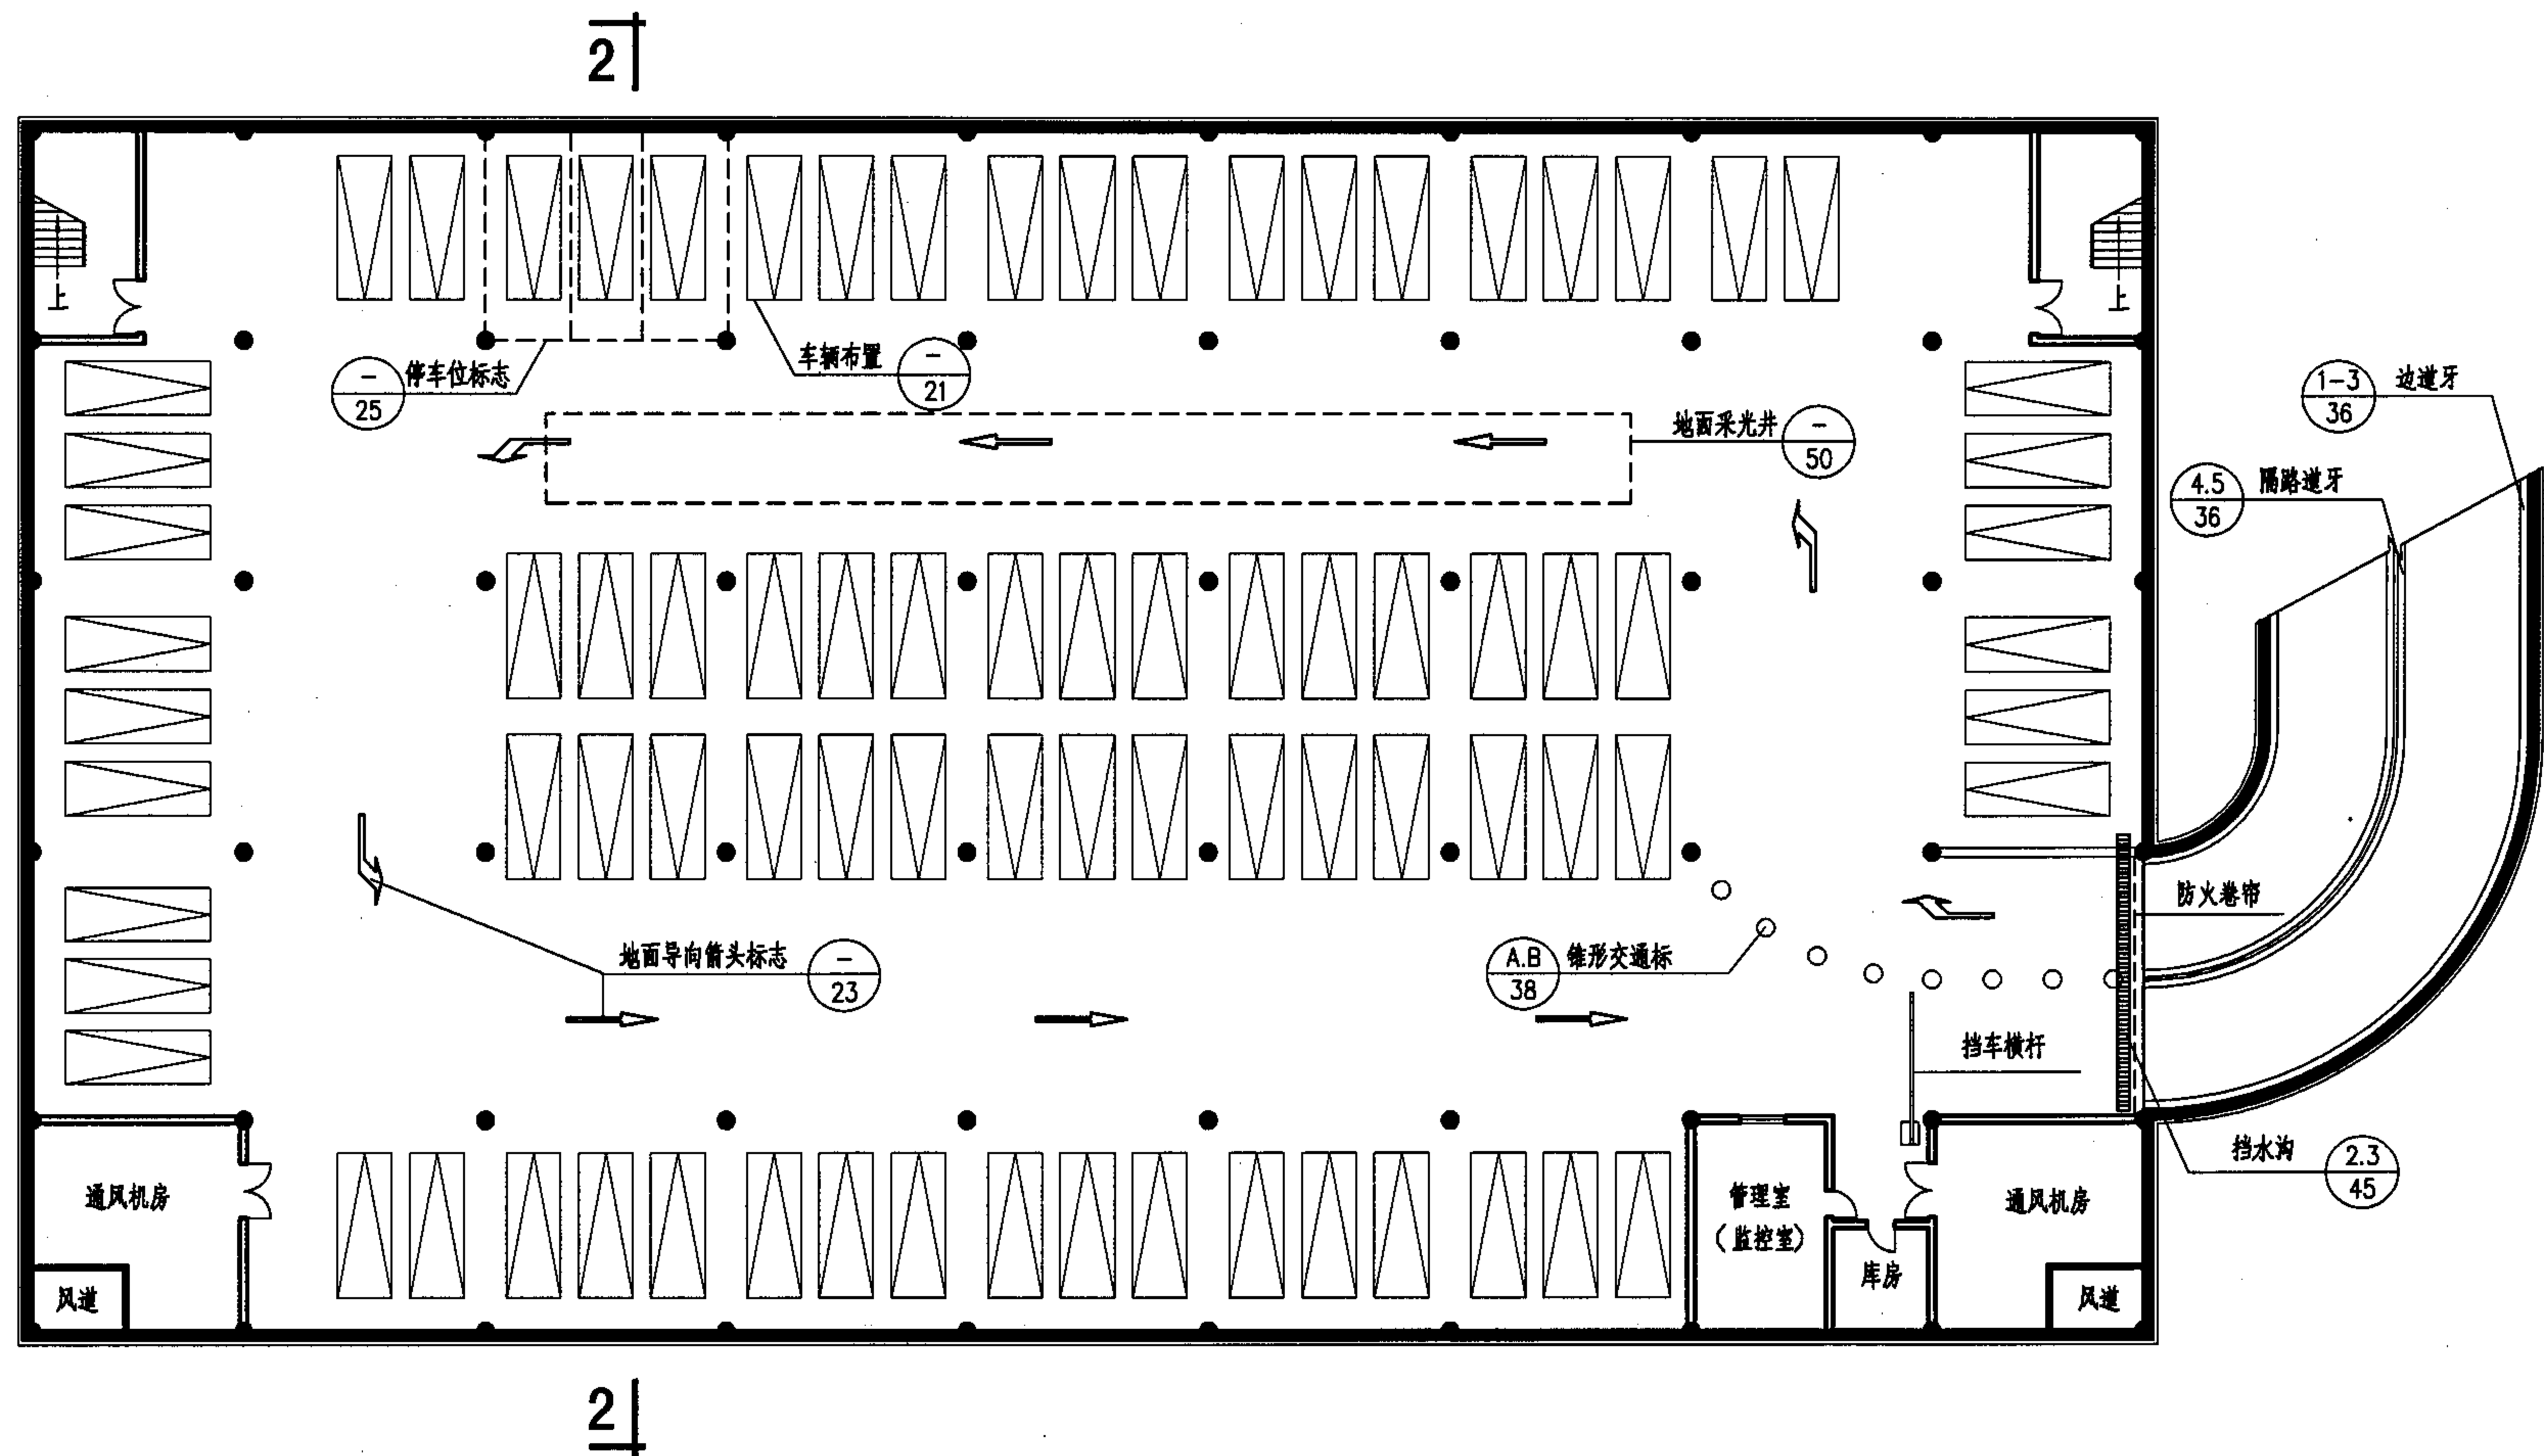 2
上
上
停车位标志
—
25
车辆布置
—
21
地面采光井
—
50
1-3
36
边道牙
4.5
36
隔路道牙
防火卷帘
地面导向箭头标志
—
23
A.B
38
锥形交通标
挡车横杆
挡水沟
2.3
45
通风机房
风道
管理室
(监控室)
库房
通风机房
风道
2